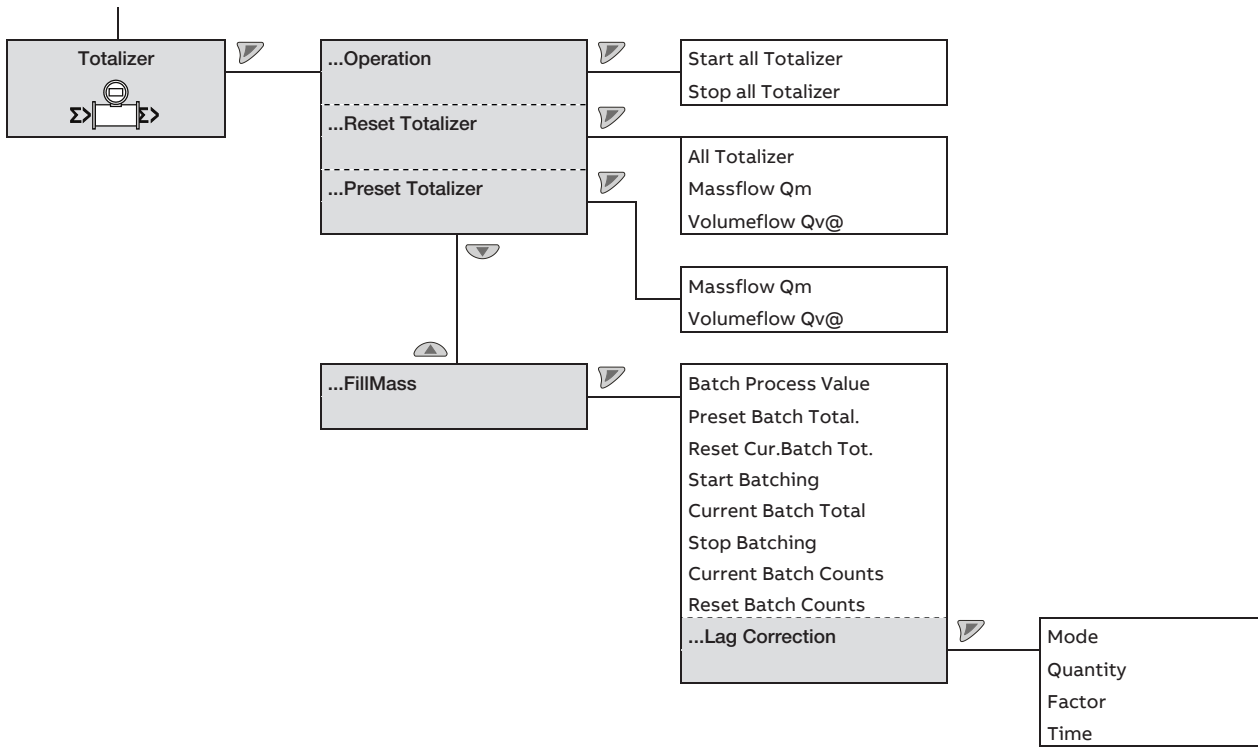 Totalizer
Σ> Σ>
...Operation
Start all Totalizer
Stop all Totalizer
...Reset Totalizer
All Totalizer
Massflow Qm
Volumeflow Qv@
...Preset Totalizer
Massflow Qm
Volumeflow Qv@
...FillMass
Batch Process Value
Preset Batch Total.
Reset Cur.Batch Tot.
Start Batching
Current Batch Total
Stop Batching
Current Batch Counts
Reset Batch Counts
...Lag Correction
Mode
Quantity
Factor
Time